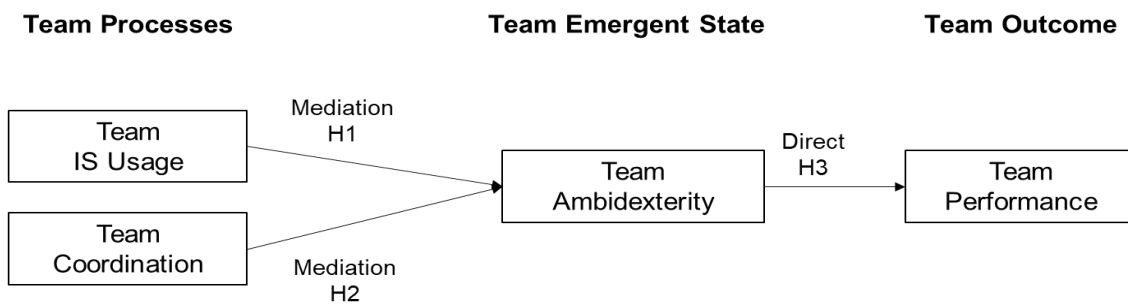 Team Processes
Team Emergent State
Team Outcome
Mediation
H1
Team
IS Usage
Direct
H3
Team
Ambidexterity
Team
Performance
Team
Coordination
Mediation
H2